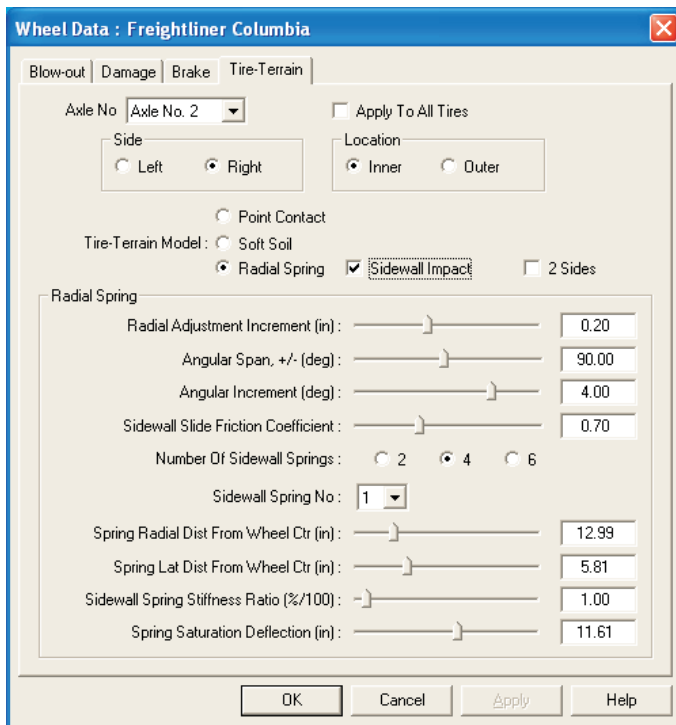 Wheel Data : Freightliner Columbia
Blow-out Damage Brake Tire-Terrain
Axle No Axle No. 2 Apply To All Tires
Side Location
Left Right Inner Outer
Point Contact
Tire-Terrain Model : Soft Soil
Radial Spring Sidewall Impact 2 Sides
Radial Spring
Radial Adjustment Increment (in) : 0.20
Angular Span, +/- (deg) : 90.00
Angular Increment (deg) : 4.00
Sidewall Slide Friction Coefficient : 0.70
Number Of Sidewall Springs : 2 4 6
Sidewall Spring No : 1
Spring Radial Dist From Wheel Ctr (in) : 12.99
Spring Lat Dist From Wheel Ctr (in) : 5.81
Sidewall Spring Stiffness Ratio (%/100) : 1.00
Spring Saturation Deflection (in) : 11.61
OK Cancel Apply Help